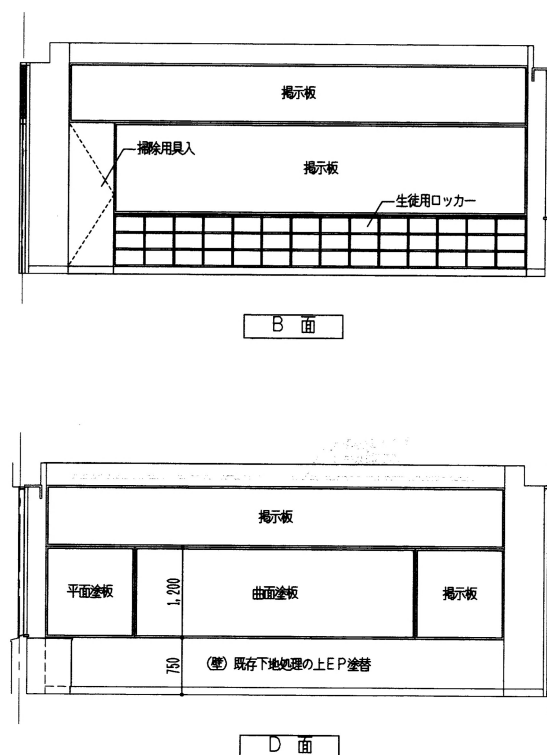 掲示板
掃除用具入
掲示板
生徒用ロッカー
B 面
掲示板
平面塗板
1,200
曲面塗板
掲示板
750
(壁) 既存下地処理の上EP塗替
D 面